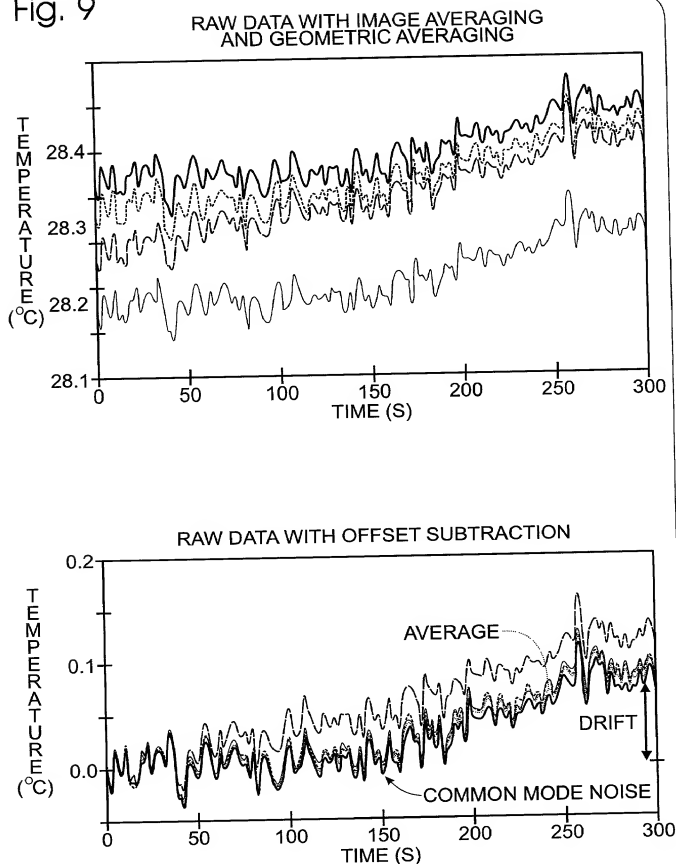 Fig. 9
RAW DATA WITH IMAGE AVERAGING
AND GEOMETRIC AVERAGING
TEMPERATURE
(°C)
28.4
28.3
28.2
28.1
0 50 100 150 200 250 300
TIME (S)
RAW DATA WITH OFFSET SUBTRACTION
TEMPERATURE
(°C)
0.2
0.1
0.0
AVERAGE
DRIFT
COMMON MODE NOISE
0 50 100 150 200 250 300
TIME (S)